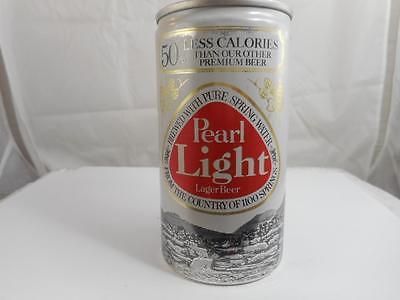 50 LESS CALORIES
THAN OUR OTHER
PREMIUM BEER
BREWED WITH PURE SPRING WATER
Pearl
Light
Lager Beer
FROM THE COUNTRY OF 1100 SPRINGS